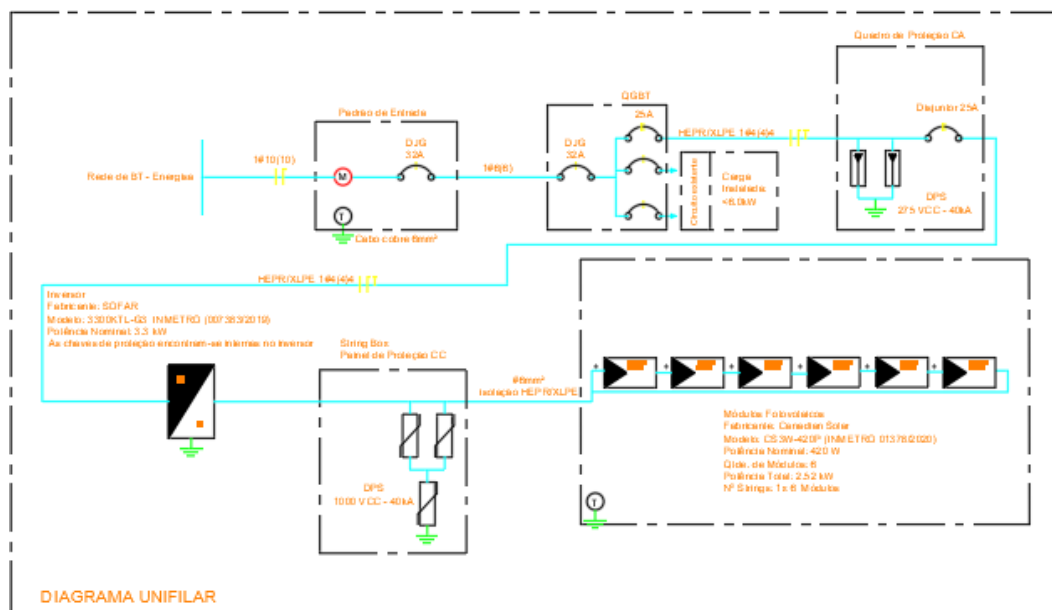 Quadro de Proteção CA
QGBT
25A
Disjuntor 25A
Padrão de Entrada
HEPR/XLPE 1#4(4)4
DJG
32A
DJG
32A
1#10(10)
1#6(6)
Rede de BT - Energisa
M
Circuito existente
Carga
Instalada
<6,0kW
T
DPS
275 VCC - 40kA
Cabo cobre 6mm²
HEPR/XLPE 1#4(4)4
Inversor
Fabricante: SOFAR
Modelo: 3300KTL-G3 INMETRO (007383/2019)
Potência Nominal: 3.3 kW
As chaves de proteção encontram-se internas no inversor
String Box
Painel de Proteção CC
#6mm²
Isolação HEPR/XLPE
+ + + + + +
Módulos Fotovoltaicos
Fabricante: Canadian Solar
Modelo: CS3W-420P (INMETRO 01378/2020)
Potência Nominal: 420 W
Qtde. de Módulos: 6
Potência Total: 2.52 kW
Nº Strings: 1x 6 Módulos
DPS
1000 VCC - 40kA
T
DIAGRAMA UNIFILAR